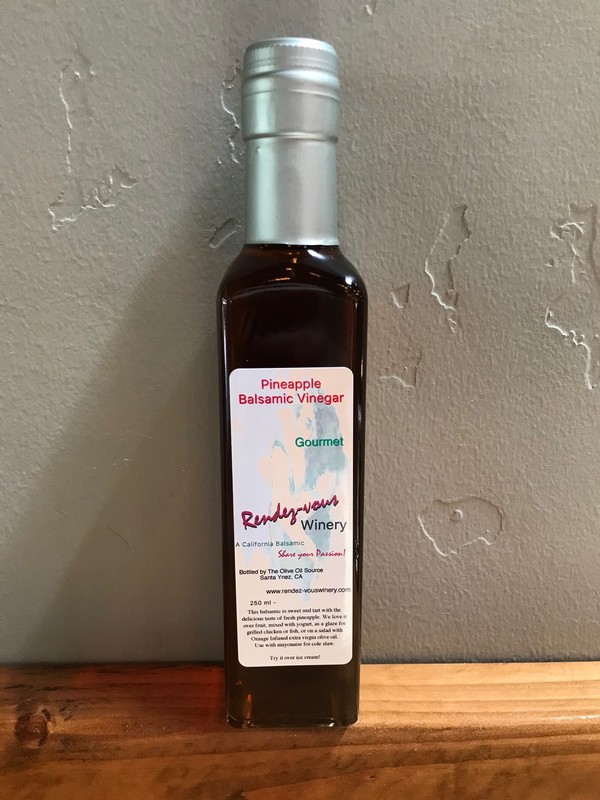 Pineapple
Balsamic Vinegar
Gourmet
Rendez-vous
Winery
A California Balsamic
Share your Passion!
Bottled by The Olive Oil Source
Santa Ynez, CA
www.rendez-vouswinery.com
250 ml -
This balsamic is sweet and tart with the
delicious taste of fresh pineapple. We love it
over fruit, mixed with yogurt, as a glaze for
grilled chicken or fish, or on a salad with
Orange Infused extra virgin olive oil.
Use with mayonaise for cole slaw.
Try it over ice cream!